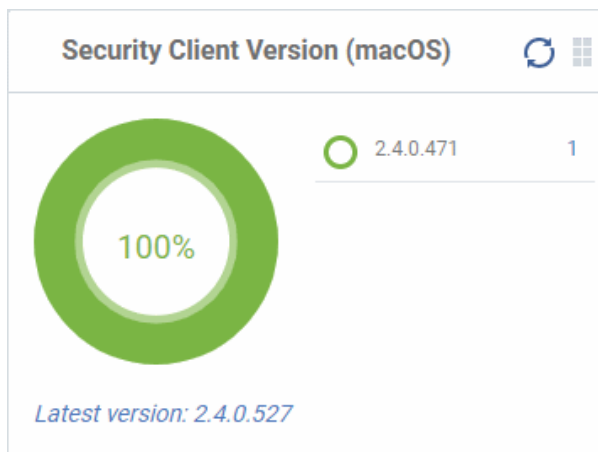 Security Client Version (macOS)
2.4.0.471 1
100%
Latest version: 2.4.0.527